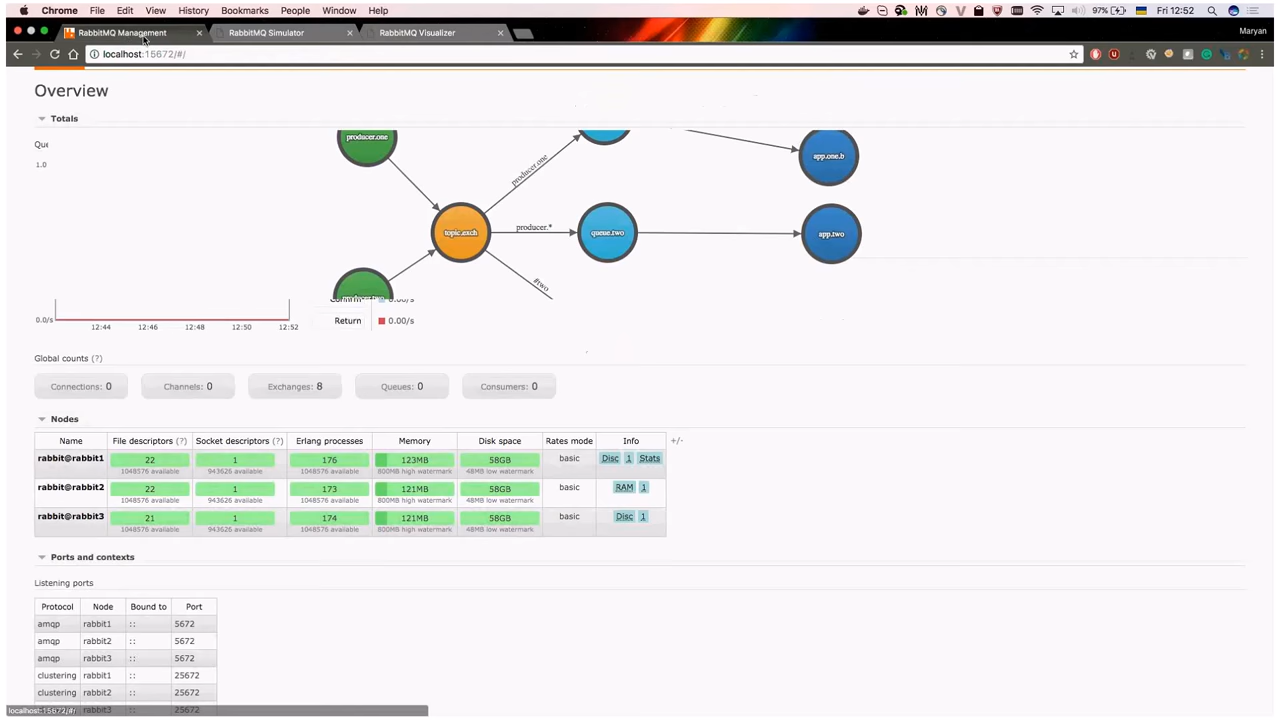 Chrome File Edit View History Bookmarks People Window Help 97% Fri 12:52
RabbitMQ Management RabbitMQ Simulator RabbitMQ Visualizer Maryan
localhost:15672/#/
Overview
Totals
producer.one
Que
app.one.b
1.0
producer.one
topic.exch producer.* queue.two app.two
#two
0.00/s
0.0/s
12:44 12:46 12:48 12:50 12:52
Return 0.00/s
Global counts (?)
Connections: 0 Channels: 0 Exchanges: 8 Queues: 0 Consumers: 0
Nodes
Name File descriptors (?) Socket descriptors (?) Erlang processes Memory Disk space Rates mode Info +/-
rabbit@rabbit1 22 1 176 123MB 58GB basic Disc 1 Stats
1048576 available 943626 available 1048576 available 800MB high watermark 48MB low watermark
rabbit@rabbit2 22 1 173 121MB 58GB basic RAM 1
1048576 available 943626 available 1048576 available 800MB high watermark 48MB low watermark
rabbit@rabbit3 21 1 174 121MB 58GB basic Disc 1
1048576 available 943626 available 1048576 available 800MB high watermark 48MB low watermark
Ports and contexts
Listening ports
Protocol Node Bound to Port
amqp rabbit1 :: 5672
amqp rabbit2 :: 5672
amqp rabbit3 :: 5672
clustering rabbit1 :: 25672
clustering rabbit2 :: 25672
rabbit3 :: 25672
localhost:15672/#/